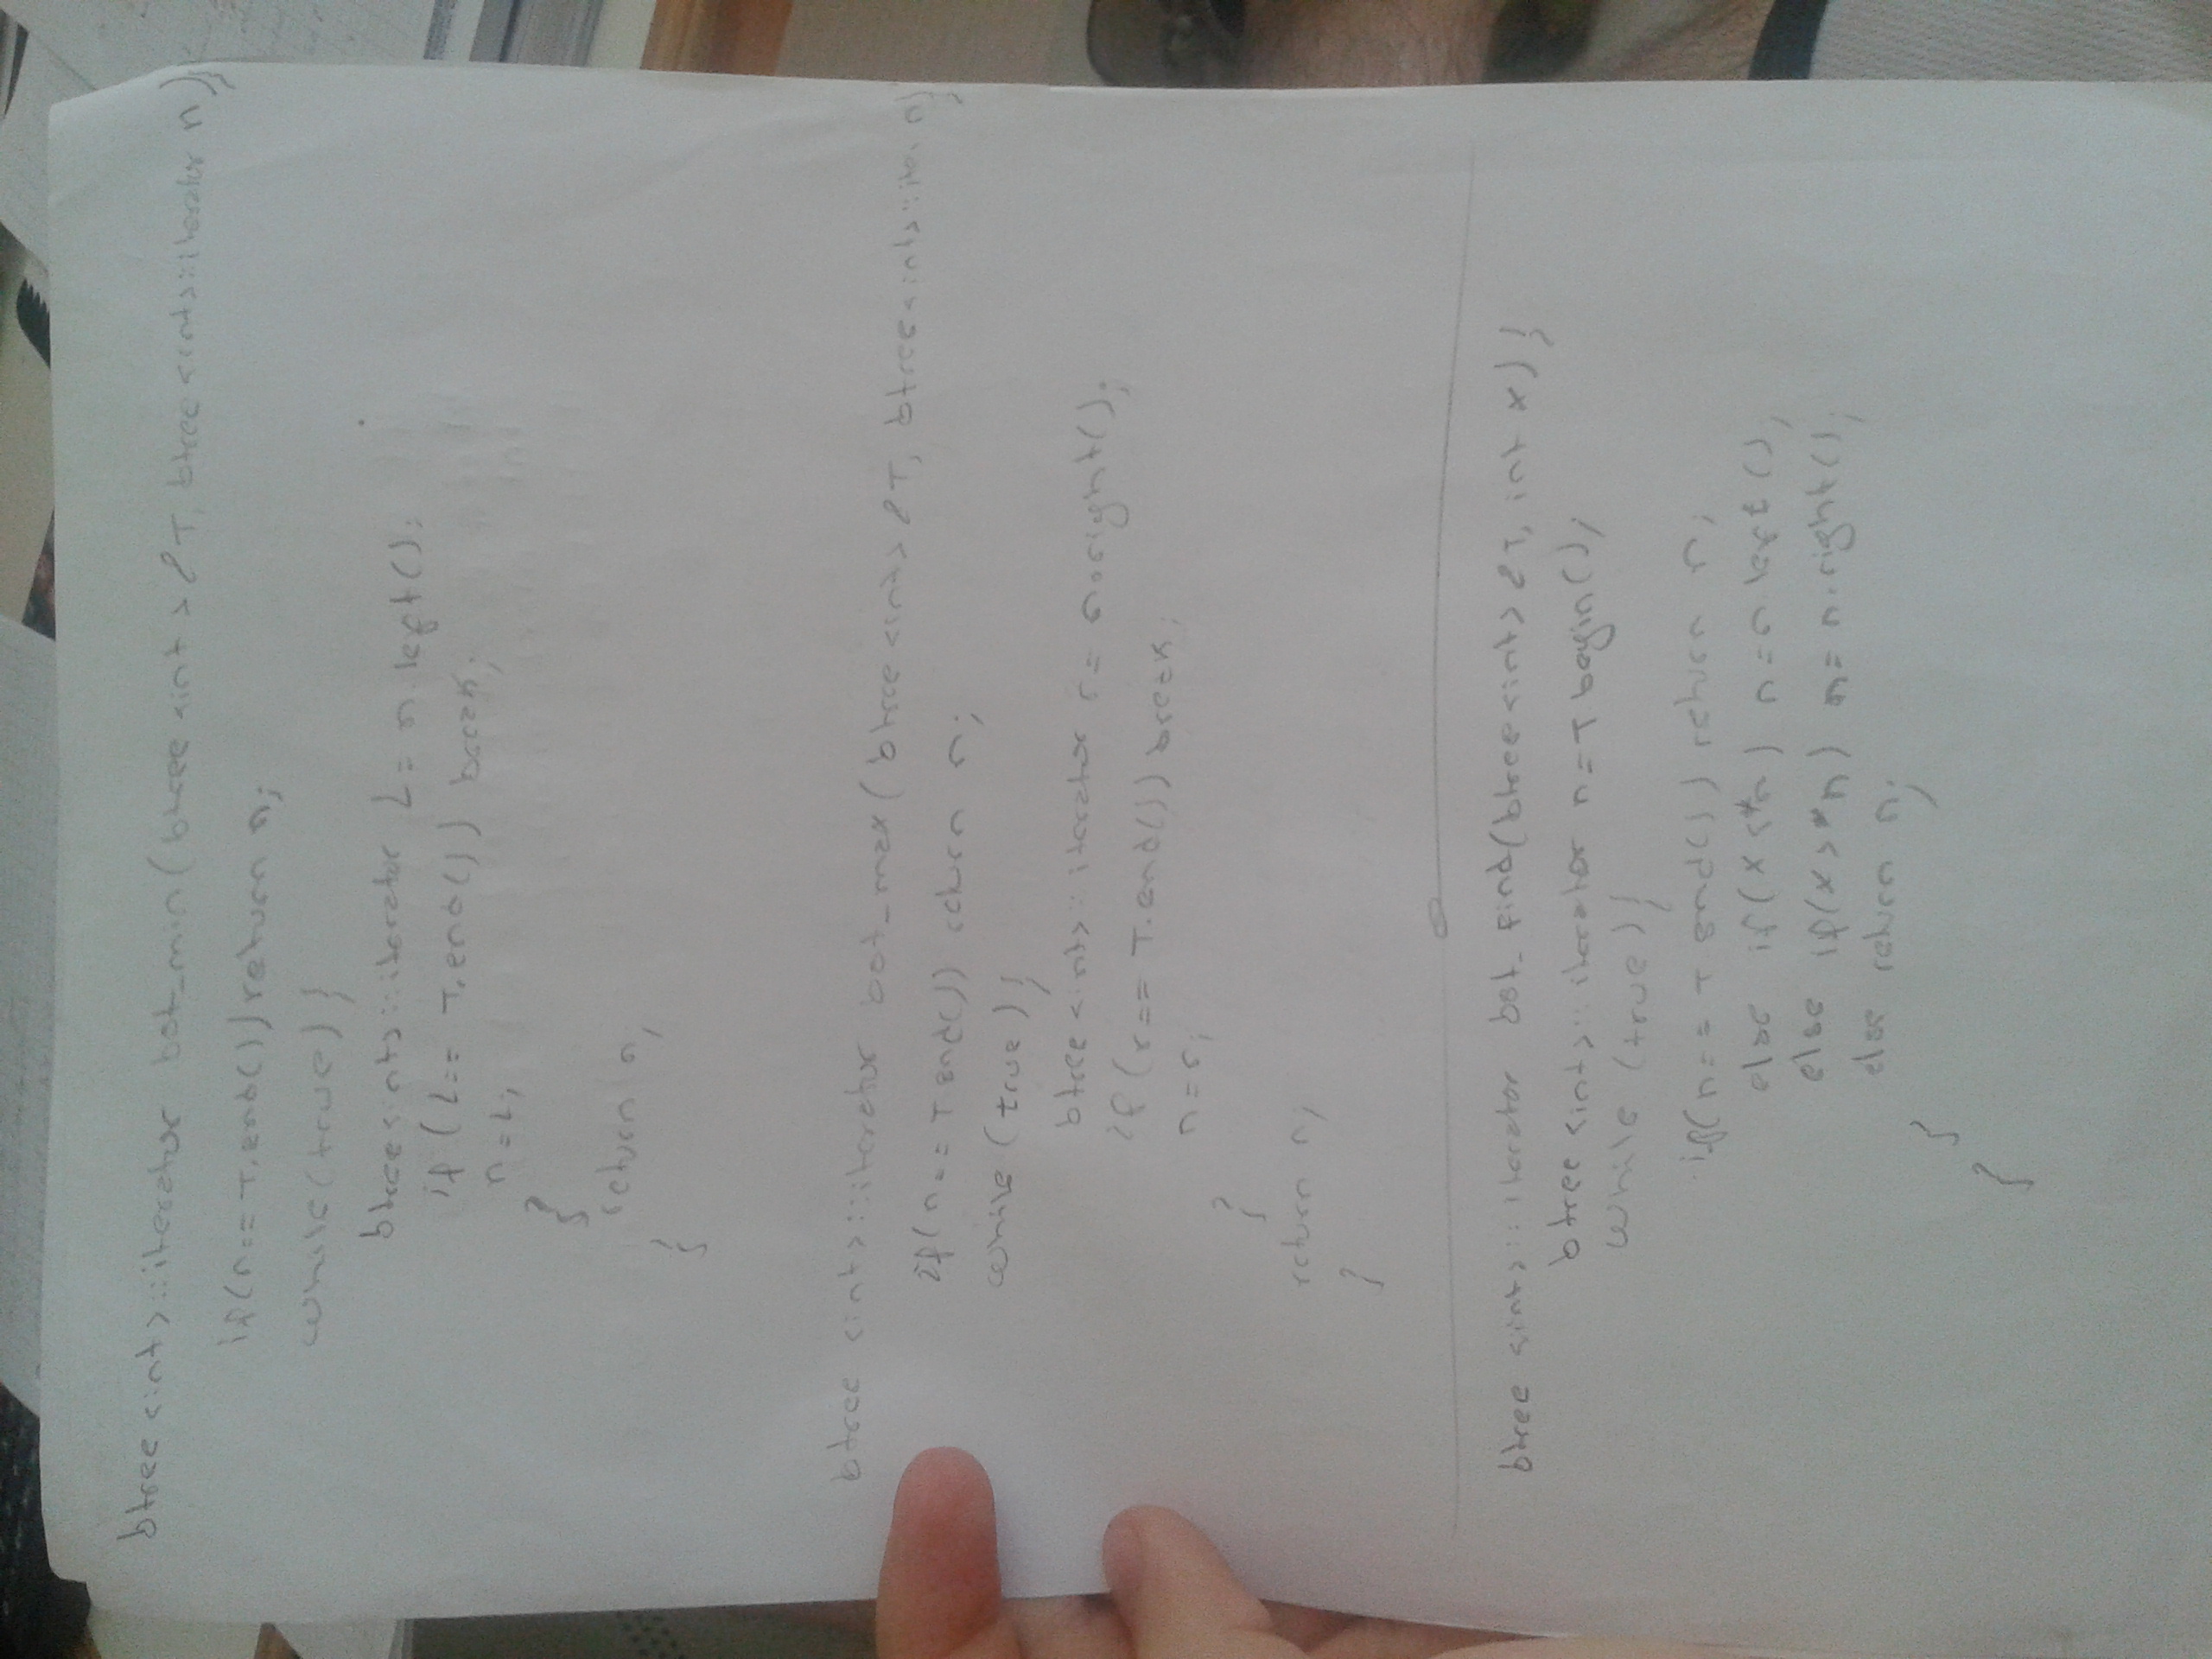 btree<int>::iterator bst_min(btree<int>&T, btree<int>::iterator n){
if(n==T.end())return n;
while(true){
btree<int>::iterator L=n.left();
if(L==T.end()) break;
n=L;
}
return n;
}
btree<int>::iterator bst_max(btree<int>&T, btree<int>::iter n){
if(n==T.end()) return n;
while(true){
btree<int>::iterator r=n.right();
if(r==T.end())break;
n=r;
}
return n;
}
btree<int>::iterator bst_find(btree<int>&T, int x){
btree<int>::iterator n=T.begin();
while(true){
if(n==T.end()) return n;
else if(x<*n) n=n.left();
else if(x>*n) n=n.right();
else return n;
}
}